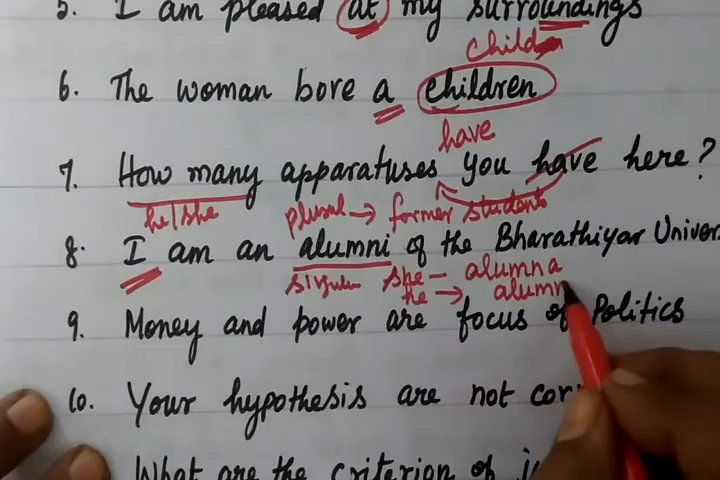 5. I am pleased at my surroundings
child
6. The woman bore a children
have
7. How many apparatuses you have here?
he/she plural → former students
8. I am an alumni of the Bharathiyar Univer
she - alumna
he → alumn
9. Money and power are focus of Politics
10. Your hypothesis are not cor
What are the criterion of